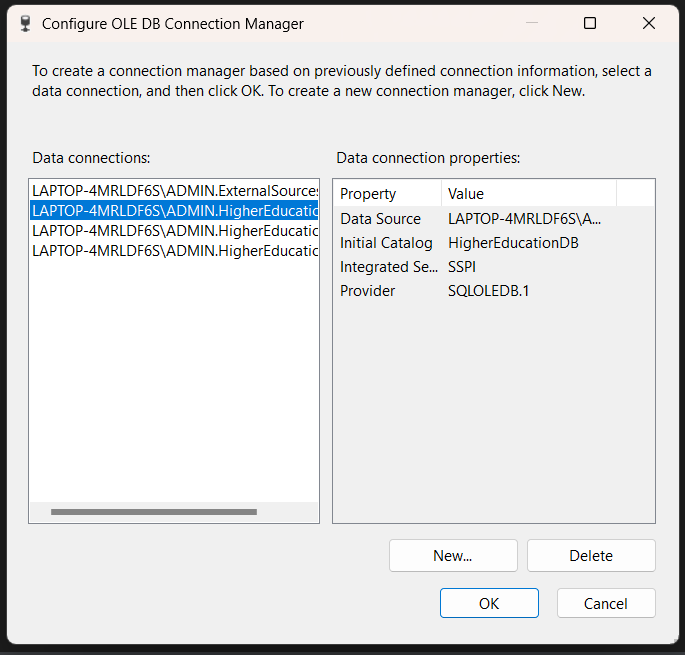 Configure OLE DB Connection Manager
To create a connection manager based on previously defined connection information, select a
data connection, and then click OK. To create a new connection manager, click New.
Data connections:
LAPTOP-4MRLDF6S\ADMIN.ExternalSources
LAPTOP-4MRLDF6S\ADMIN.HigherEducatio
LAPTOP-4MRLDF6S\ADMIN.HigherEducatio
LAPTOP-4MRLDF6S\ADMIN.HigherEducatio
Data connection properties:
Property Value
Data Source LAPTOP-4MRLDF6S\A...
Initial Catalog HigherEducationDB
Integrated Se... SSPI
Provider SQLOLEDB.1
New... Delete
OK Cancel